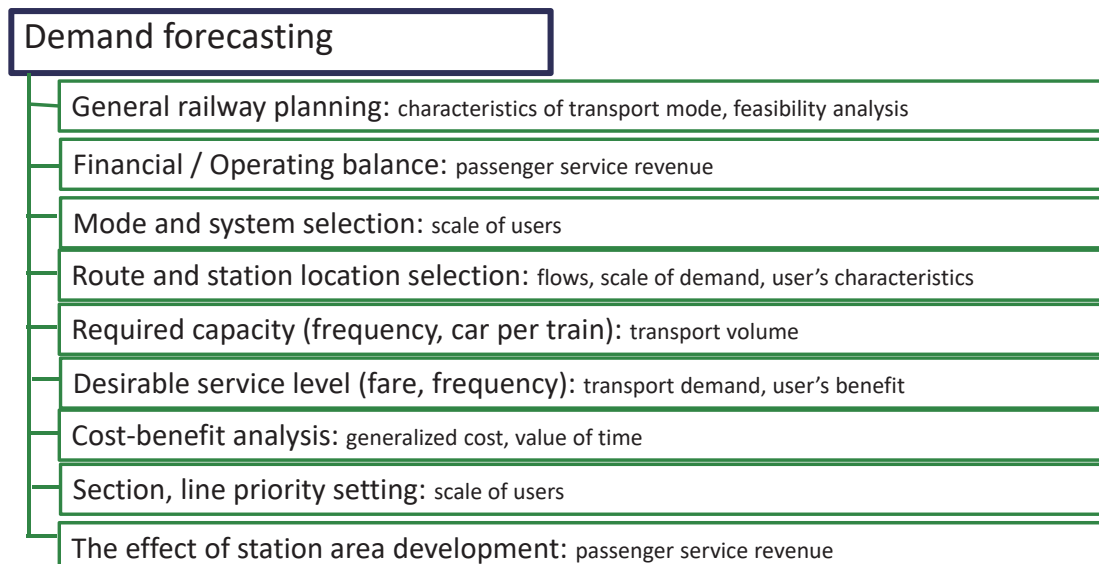 Demand forecasting
General railway planning: characteristics of transport mode, feasibility analysis
Financial / Operating balance: passenger service revenue
Mode and system selection: scale of users
Route and station location selection: flows, scale of demand, user's characteristics
Required capacity (frequency, car per train): transport volume
Desirable service level (fare, frequency): transport demand, user's benefit
Cost-benefit analysis: generalized cost, value of time
Section, line priority setting: scale of users
The effect of station area development: passenger service revenue